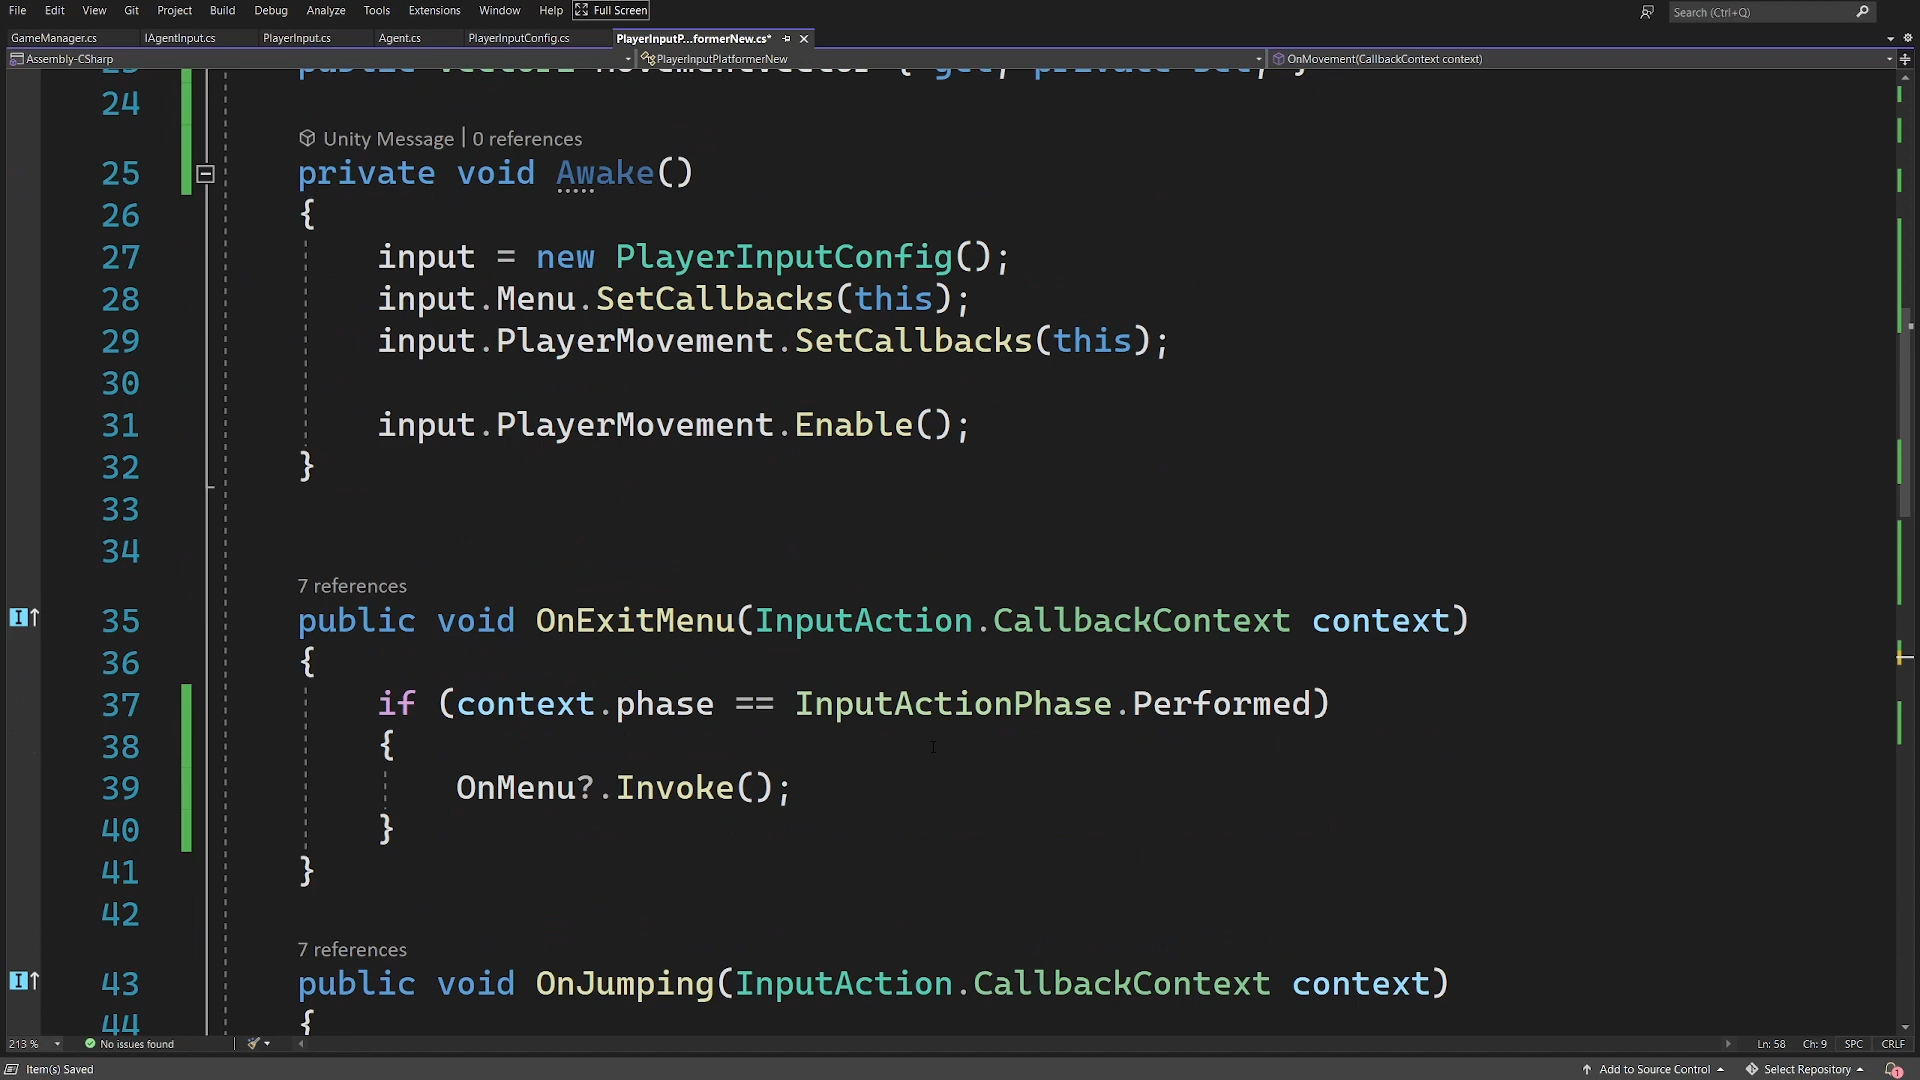 File Edit View Git Project Build Debug Analyze Tools Extensions Window Help Full Screen Search (Ctrl+Q)
GameManager.cs IAgentInput.cs PlayerInput.cs Agent.cs PlayerInputConfig.cs PlayerInputP...formerNew.cs*
Assembly-CSharp PlayerInputPlatformerNew OnMovement(CallbackContext context)
24
Unity Message | 0 references
25 private void Awake()
26 {
27 input = new PlayerInputConfig();
28 input.Menu.SetCallbacks(this);
29 input.PlayerMovement.SetCallbacks(this);
30
31 input.PlayerMovement.Enable();
32 }
33
34
7 references
35 public void OnExitMenu(InputAction.CallbackContext context)
36 {
37 if (context.phase == InputActionPhase.Performed)
38 {
39 OnMenu?.Invoke();
40 }
41 }
42
7 references
43 public void OnJumping(InputAction.CallbackContext context)
44 {
213 % No issues found Ln: 58 Ch: 9 SPC CRLF
Item(s) Saved Add to Source Control Select Repository 1